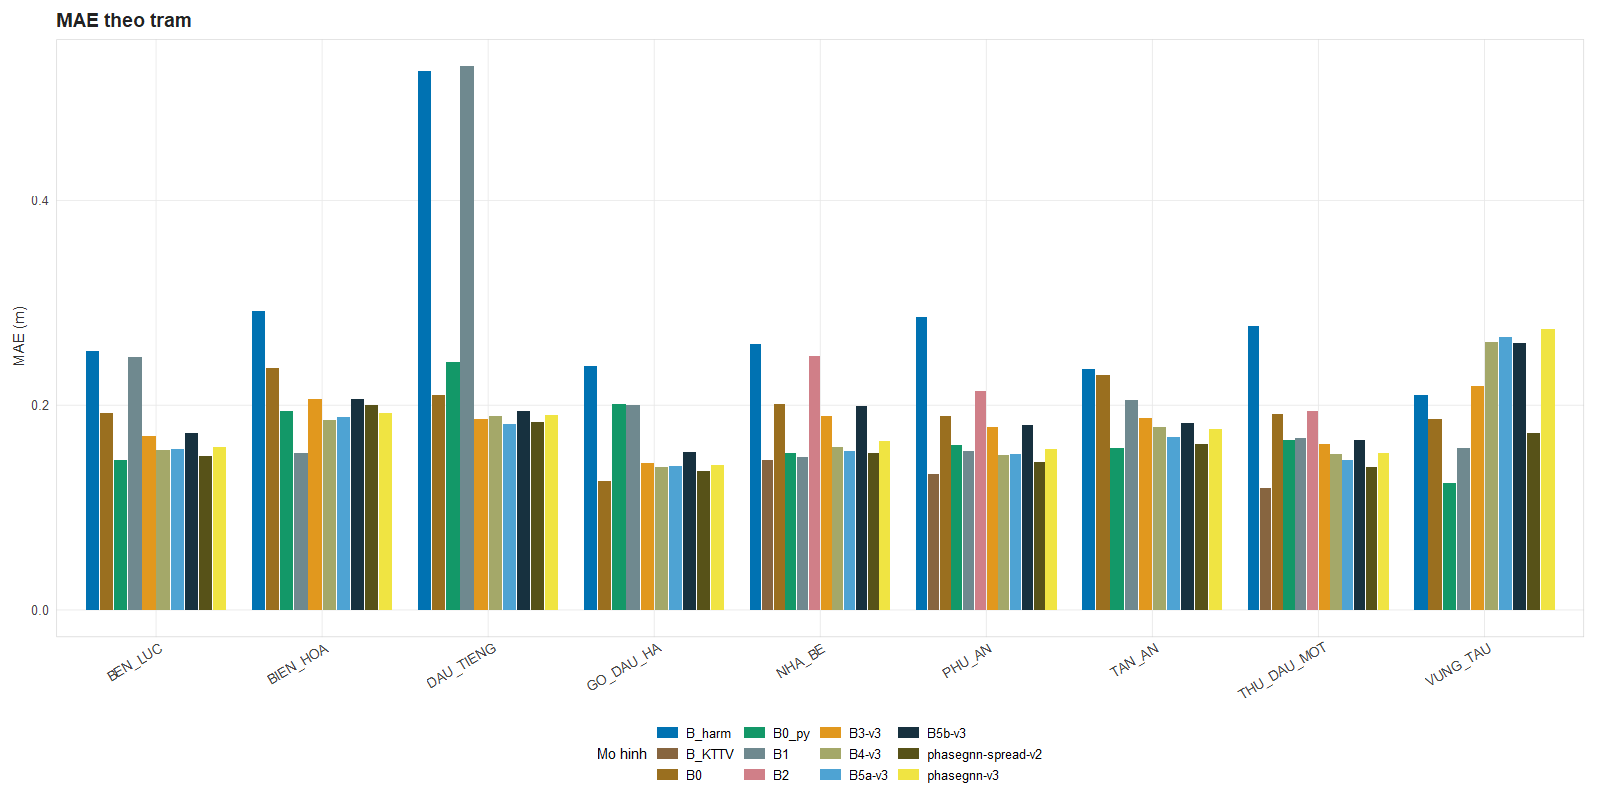 MAE theo tram
MAE (m)
0.4
0.2
0.0
BEN_LUC
BIEN_HOA
DAU_TIENG
GO_DAU_HA
NHA_BE
PHU_AN
TAN_AN
THU_DAU_MOT
VUNG_TAU
Mo hinh
B_harm
B_KTTV
B0
B0_py
B1
B2
B3-v3
B4-v3
B5a-v3
B5b-v3
phasegnn-spread-v2
phasegnn-v3